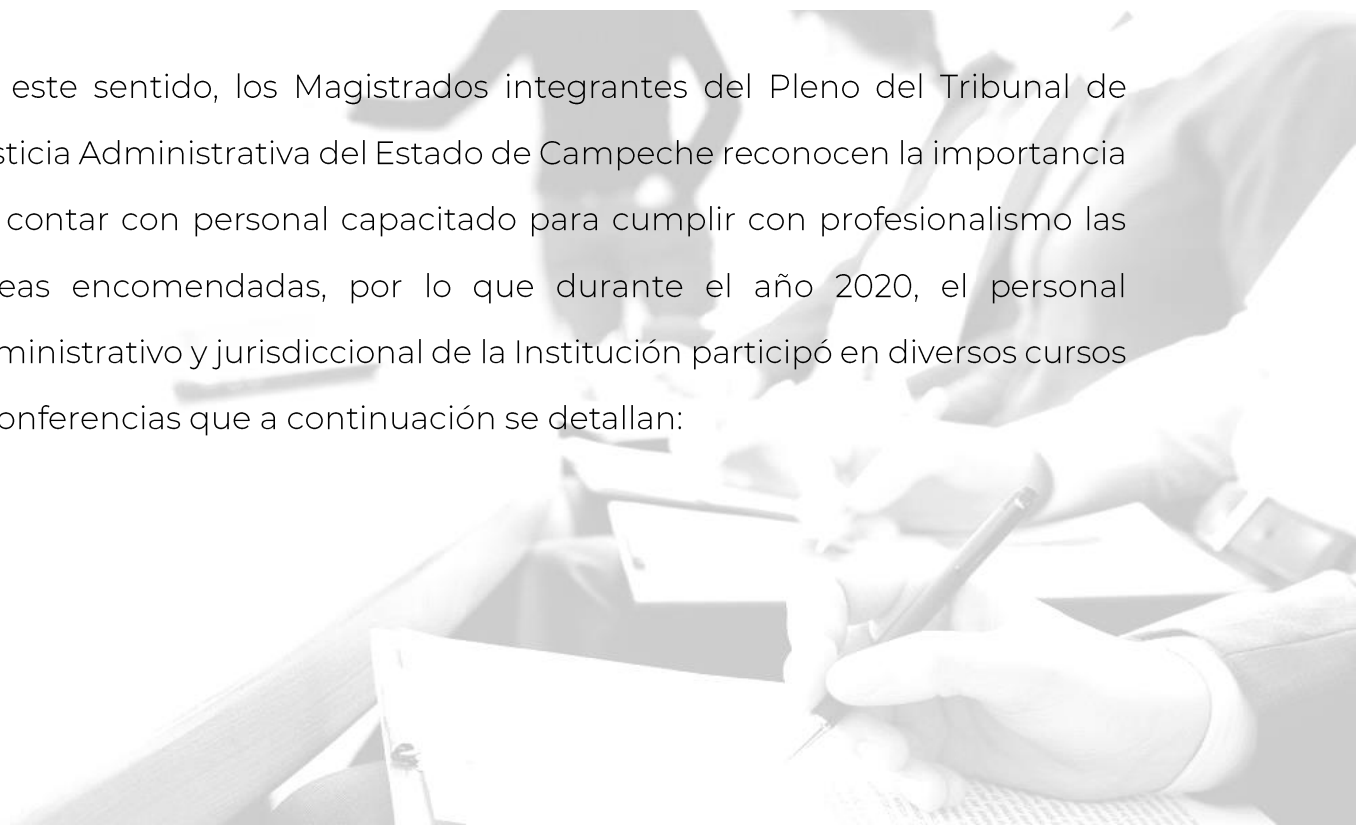 este sentido, los Magistrados integrantes del Pleno del Tribunal de
sticia Administrativa del Estado de Campeche reconocen la importancia
contar con personal capacitado para cumplir con profesionalismo las
eas encomendadas, por lo que durante el año 2020, el personal
ministrativo y jurisdiccional de la Institución participó en diversos cursos
onferencias que a continuación se detallan: